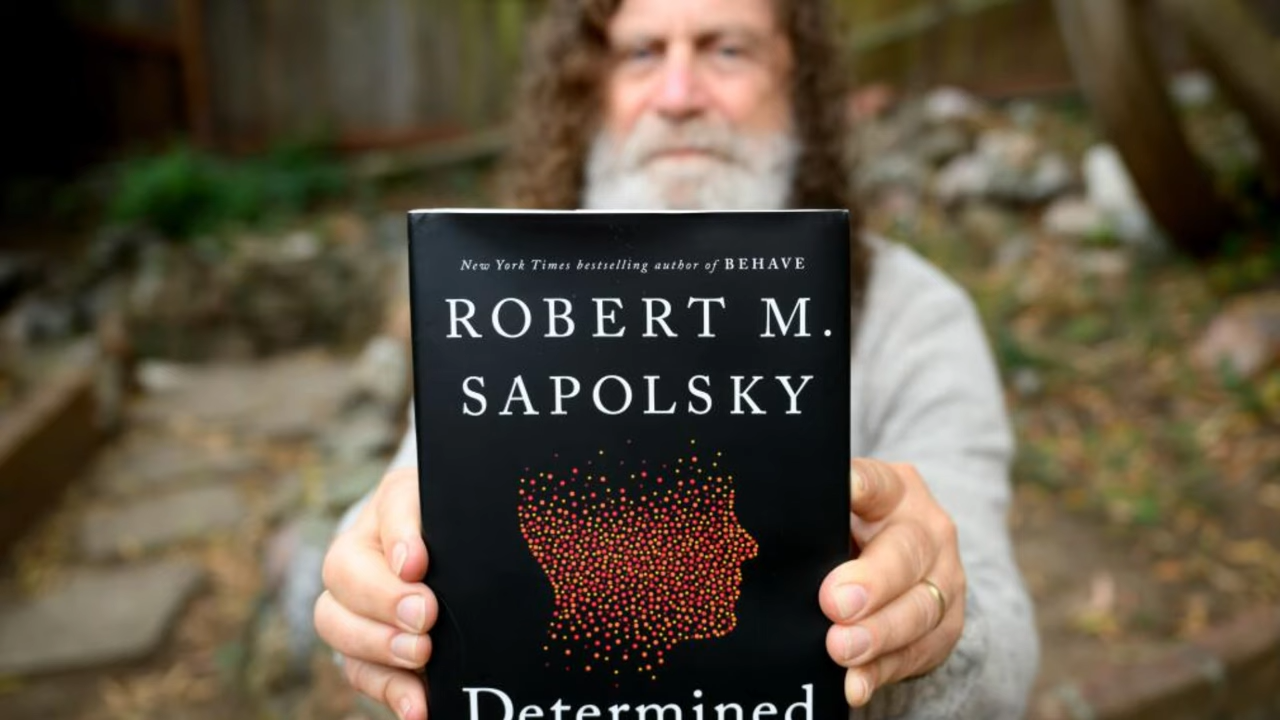 New York Times bestselling author of BEHAVE
ROBERT M.
SAPOLSKY
Determined